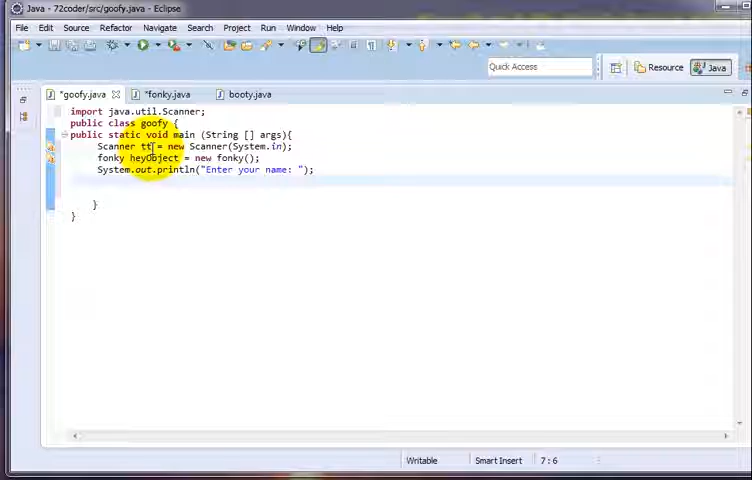 Java - 72coder/src/goofy.java - Eclipse
File Edit Source Refactor Navigate Search Project Run Window Help
Quick Access Resource Java
*goofy.java *fonky.java booty.java
import java.util.Scanner;
public class goofy {
public static void main (String [] args){
Scanner tt = new Scanner(System.in);
fonky heyObject = new fonky();
System.out.println("Enter your name: ");
}
}
Writable Smart Insert 7 : 6